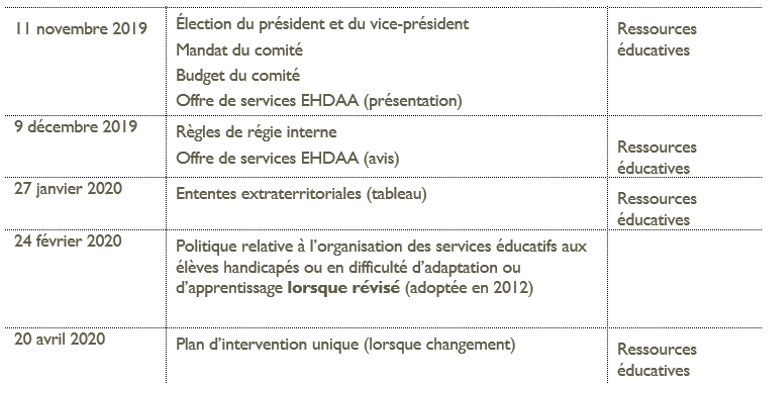 11 novembre 2019
Élection du président et du vice-président
Mandat du comité
Budget du comité
Offre de services EHDAA (présentation)
Ressources
éducatives
9 décembre 2019
Règles de régie interne
Offre de services EHDAA (avis)
Ressources
éducatives
27 janvier 2020
Ententes extraterritoriales (tableau)
Ressources
éducatives
24 février 2020
Politique relative à l’organisation des services éducatifs aux
élèves handicapés ou en difficulté d’adaptation ou
d’apprentissage lorsque révisé (adoptée en 2012)
20 avril 2020
Plan d’intervention unique (lorsque changement)
Ressources
éducatives